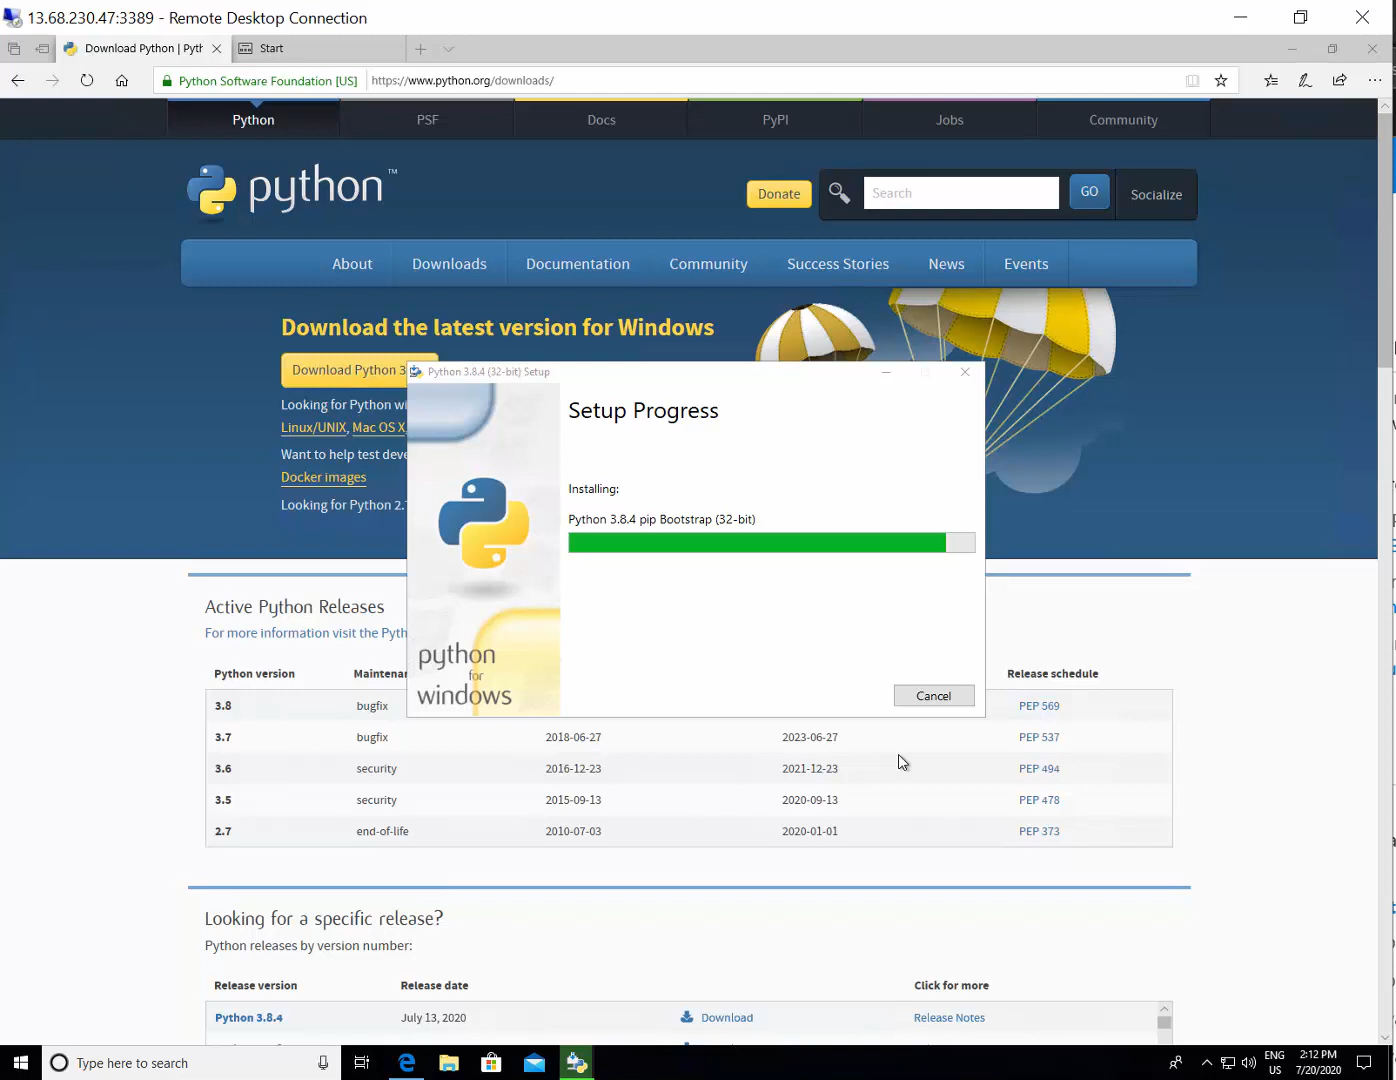 13.68.230.47:3389 - Remote Desktop Connection
Download Python | Pyth
Start
Python Software Foundation [US]
https://www.python.org/downloads/
Python
PSF
Docs
PyPI
Jobs
Community
python™
Donate
Search
GO
Socialize
About
Downloads
Documentation
Community
Success Stories
News
Events
Download the latest version for Windows
Download Python 3
Looking for Python wi
Linux/UNIX, Mac OS X
Want to help test deve
Docker images
Looking for Python 2.
Python 3.8.4 (32-bit) Setup
Setup Progress
Installing:
Python 3.8.4 pip Bootstrap (32-bit)
python
for
windows
Cancel
Active Python Releases
For more information visit the Pyth
Python version
Maintenan
Release schedule
3.8 bugfix PEP 569
3.7 bugfix 2018-06-27 2023-06-27 PEP 537
3.6 security 2016-12-23 2021-12-23 PEP 494
3.5 security 2015-09-13 2020-09-13 PEP 478
2.7 end-of-life 2010-07-03 2020-01-01 PEP 373
Looking for a specific release?
Python releases by version number:
Release version Release date Click for more
Python 3.8.4 July 13, 2020 Download Release Notes
Type here to search
ENG
US
2:12 PM
7/20/2020